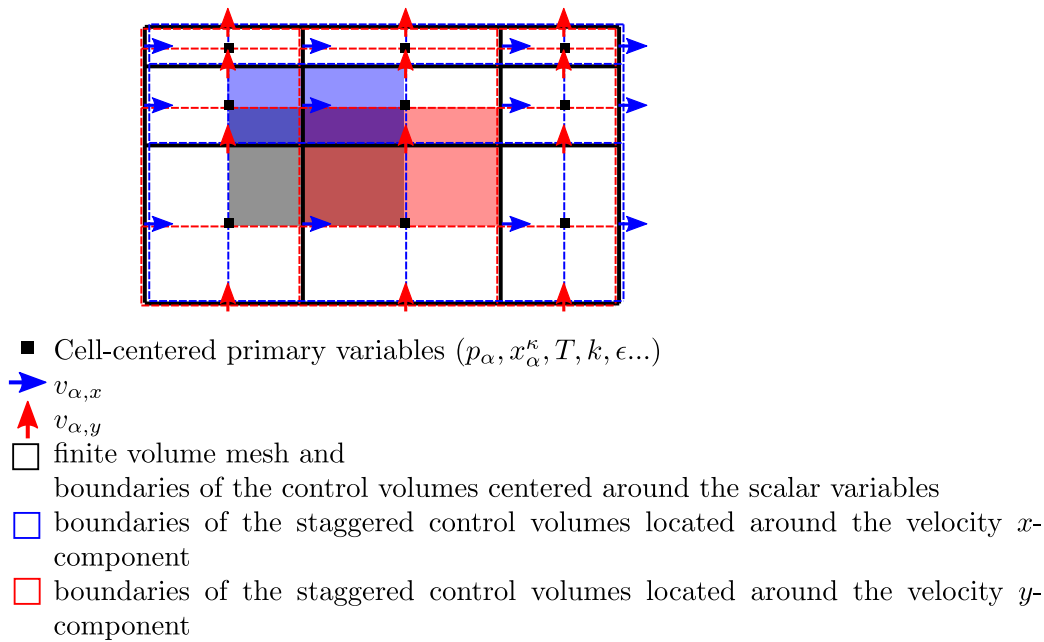 Cell-centered primary variables (p_α, x_α^κ, T, k, ϵ...)
v_α,x
v_α,y
finite volume mesh and
boundaries of the control volumes centered around the scalar variables
boundaries of the staggered control volumes located around the velocity x-
component
boundaries of the staggered control volumes located around the velocity y-
component